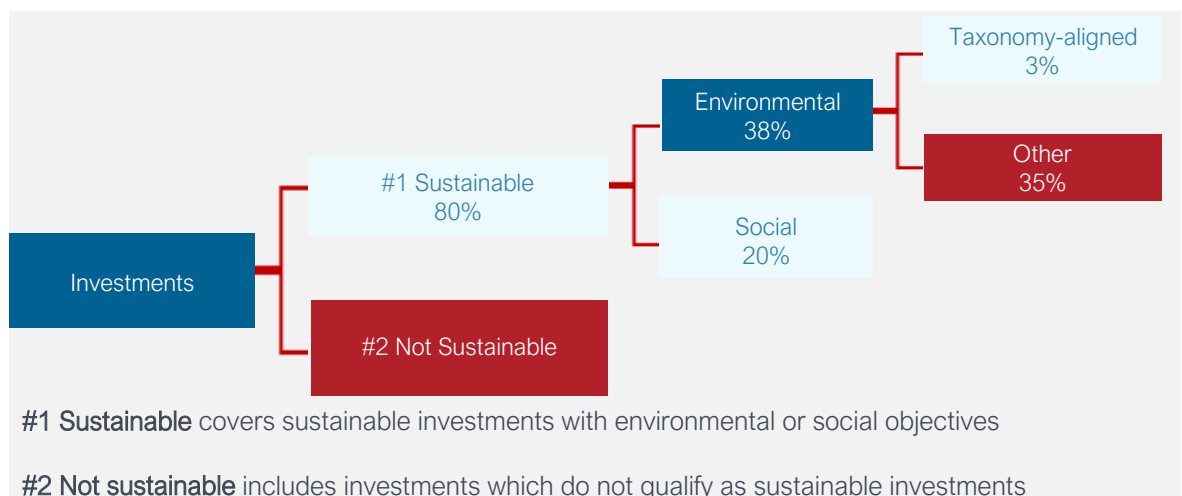 Taxonomy-aligned
3%
Environmental
38%
Other
35%
#1 Sustainable
80%
Social
20%
Investments
#2 Not Sustainable
#1 Sustainable covers sustainable investments with environmental or social objectives
#2 Not sustainable includes investments which do not qualify as sustainable investments